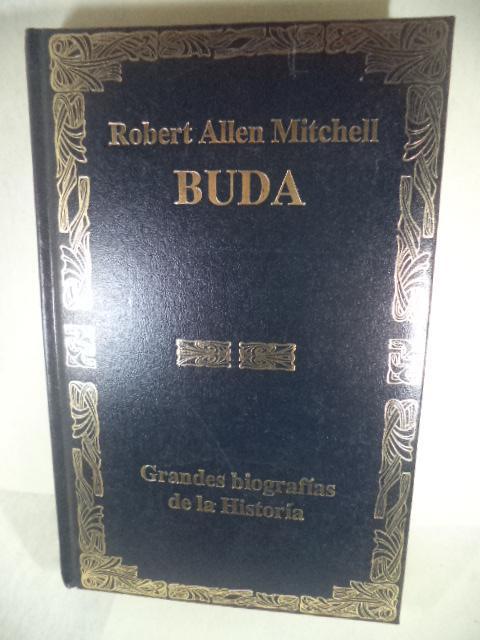 Robert Allen Mitchell
BUDA
Grandes biografías
de la Historia